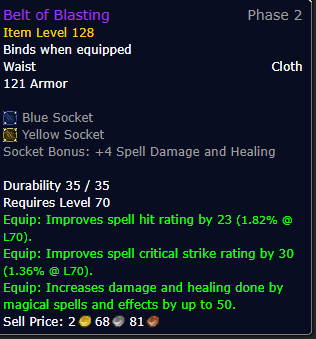 Belt of Blasting Phase 2
Item Level 128
Binds when equipped
Waist Cloth
121 Armor
Blue Socket
Yellow Socket
Socket Bonus: +4 Spell Damage and Healing
Durability 35 / 35
Requires Level 70
Equip: Improves spell hit rating by 23 (1.82% @
L70).
Equip: Improves spell critical strike rating by 30
(1.36% @ L70).
Equip: Increases damage and healing done by
magical spells and effects by up to 50.
Sell Price: 2 68 81